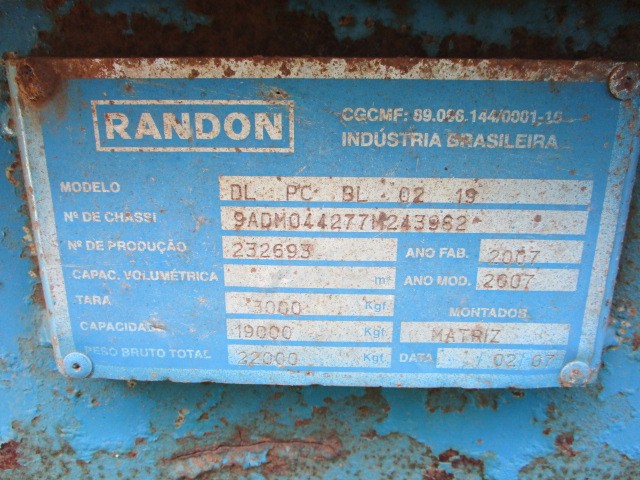 RANDON
CGCMF: 89.086.144/0001-16
INDÚSTRIA BRASILEIRA
MODELO DL PC BL 02 19
Nº DE CHASSI 9ADM044277M243962
Nº DE PRODUÇÃO 232693 ANO FAB. 2007
CAPAC. VOLUMÉTRICA m³ ANO MOD. 2007
TARA 3000 Kgf MONTADOS
CAPACIDADE 19000 Kgf MATRIZ
PESO BRUTO TOTAL 22000 Kgf DATA / 02/07